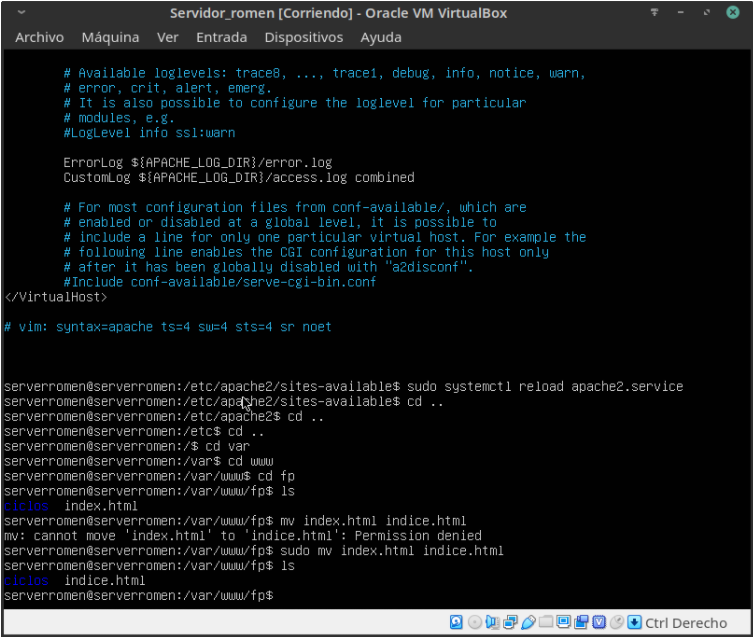 Servidor_romen [Corriendo] - Oracle VM VirtualBox
Archivo Máquina Ver Entrada Dispositivos Ayuda
# Available loglevels: trace8, ..., trace1, debug, info, notice, warn,
# error, crit, alert, emerg.
# It is also possible to configure the loglevel for particular
# modules, e.g.
#LogLevel info ssl:warn
ErrorLog ${APACHE_LOG_DIR}/error.log
CustomLog ${APACHE_LOG_DIR}/access.log combined
# For most configuration files from conf-available/, which are
# enabled or disabled at a global level, it is possible to
# include a line for only one particular virtual host. For example the
# following line enables the CGI configuration for this host only
# after it has been globally disabled with "a2disconf".
#Include conf-available/serve-cgi-bin.conf
</VirtualHost>
# vim: syntax=apache ts=4 sw=4 sts=4 sr noet
serverromen@serverromen:/etc/apache2/sites-available$ sudo systemctl reload apache2.service
serverromen@serverromen:/etc/apache2/sites-available$ cd ..
serverromen@serverromen:/etc/apache2$ cd ..
serverromen@serverromen:/etc$ cd ..
serverromen@serverromen:/$ cd var
serverromen@serverromen:/var$ cd www
serverromen@serverromen:/var/www$ cd fp
serverromen@serverromen:/var/www/fp$ ls
ciclos index.html
serverromen@serverromen:/var/www/fp$ mv index.html indice.html
mv: cannot move 'index.html' to 'indice.html': Permission denied
serverromen@serverromen:/var/www/fp$ sudo mv index.html indice.html
serverromen@serverromen:/var/www/fp$ ls
ciclos indice.html
serverromen@serverromen:/var/www/fp$
Ctrl Derecho